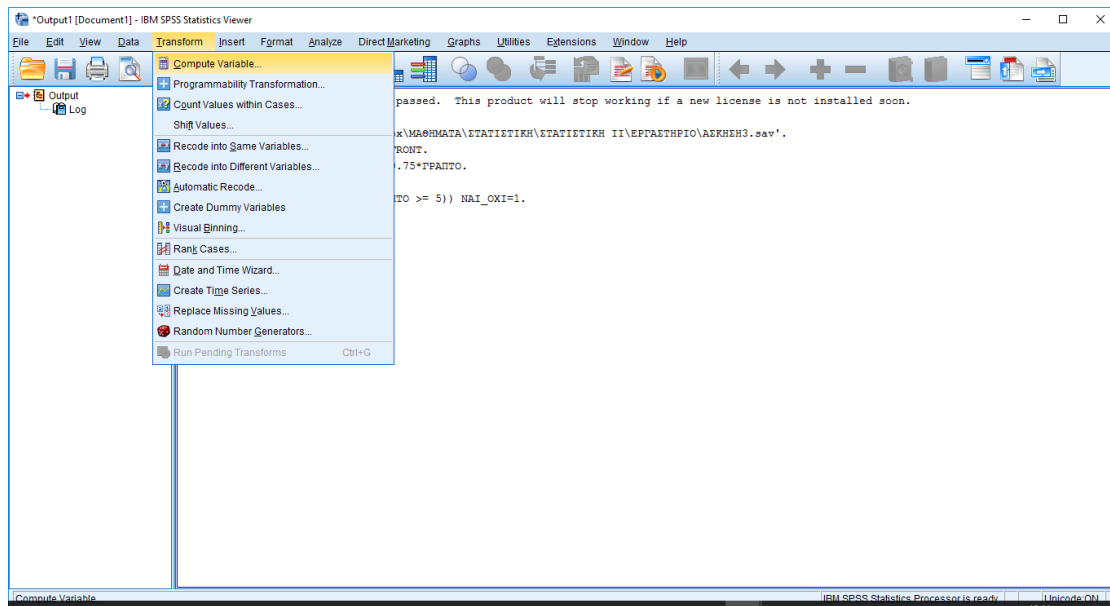 *Output1 [Document1] - IBM SPSS Statistics Viewer
File Edit View Data Transform Insert Format Analyze Direct Marketing Graphs Utilities Extensions Window Help
Compute Variable...
Programmability Transformation...
Count Values within Cases...
Shift Values...
Recode into Same Variables...
Recode into Different Variables...
Automatic Recode...
Create Dummy Variables
Visual Binning...
Rank Cases...
Date and Time Wizard...
Create Time Series...
Replace Missing Values...
Random Number Generators...
Run Pending Transforms Ctrl+G
Output
Log
passed. This product will stop working if a new license is not installed soon.
x\ΜΑΘΗΜΑΤΑ\ΣΤΑΤΙΣΤΙΚΗ\ΣΤΑΤΙΣΤΙΚΗ ΙΙ\ΕΡΓΑΣΤΗΡΙΟ\ΑΣΚΗΣΗ3.sav'.
RONT.
.75*ΓΡΑΠΤΟ.
ΠΤΟ >= 5)) ΝΑΙ_ΟΧΙ=1.
Compute Variable
IBM SPSS Statistics Processor is ready
Unicode:ON